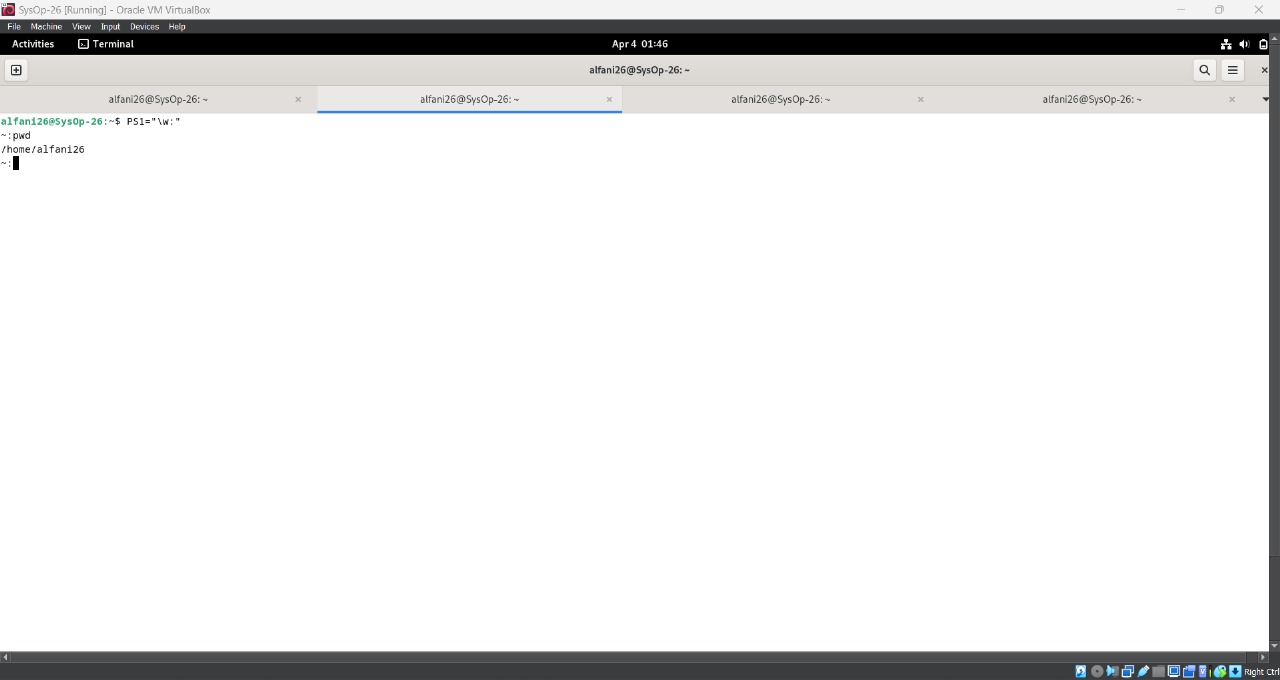 SysOp-26 [Running] - Oracle VM VirtualBox
File Machine View Input Devices Help
Activities Terminal Apr 4 01:46
alfani26@SysOp-26: ~
alfani26@SysOp-26: ~ alfani26@SysOp-26: ~ alfani26@SysOp-26: ~ alfani26@SysOp-26: ~
alfani26@SysOp-26:~$ PS1="\w:"
~:pwd
/home/alfani26
~:
Right Ctrl